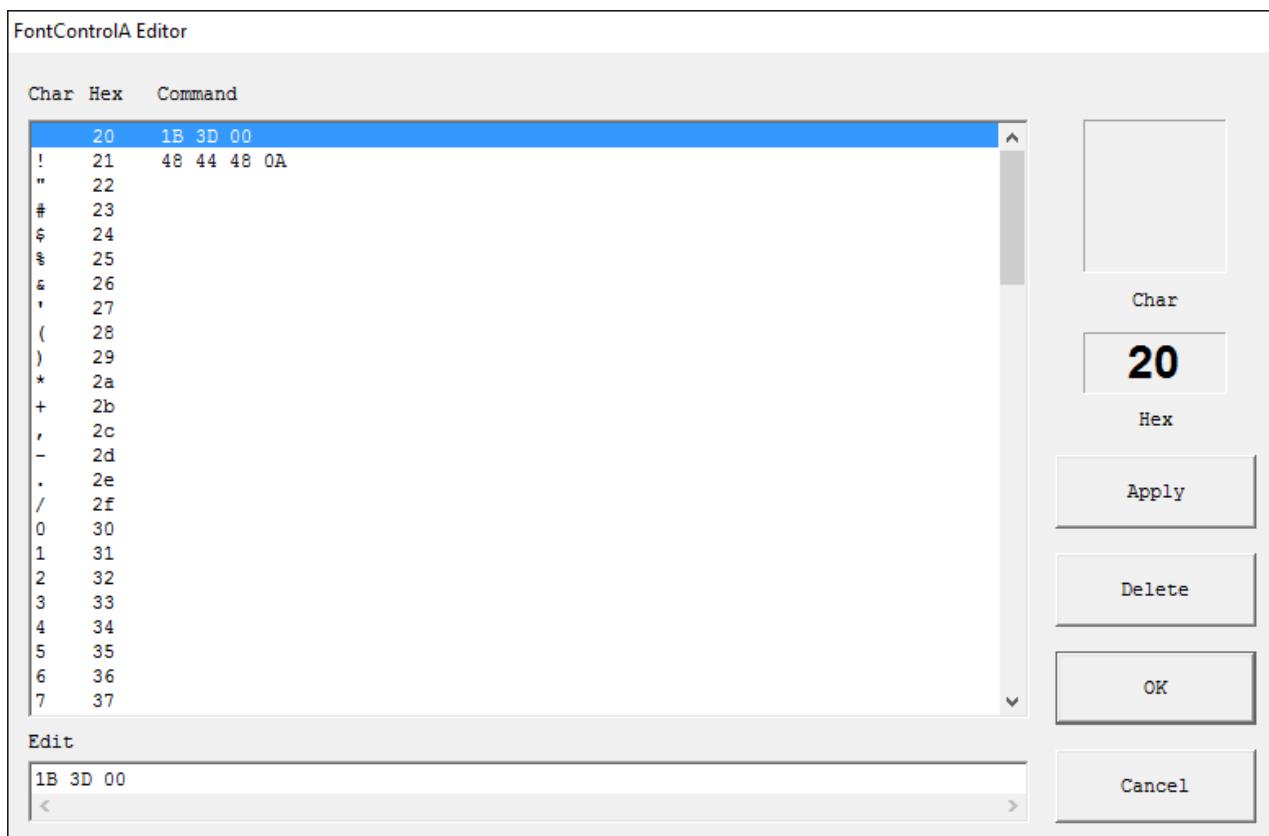 FontControlA Editor
Char Hex Command
20 1B 3D 00
! 21 48 44 48 0A
" 22
# 23
$ 24
% 25
& 26
' 27
( 28
) 29
* 2a
+ 2b
, 2c
- 2d
. 2e
/ 2f
0 30
1 31
2 32
3 33
4 34
5 35
6 36
7 37
Edit
1B 3D 00
Char
20
Hex
Apply
Delete
OK
Cancel